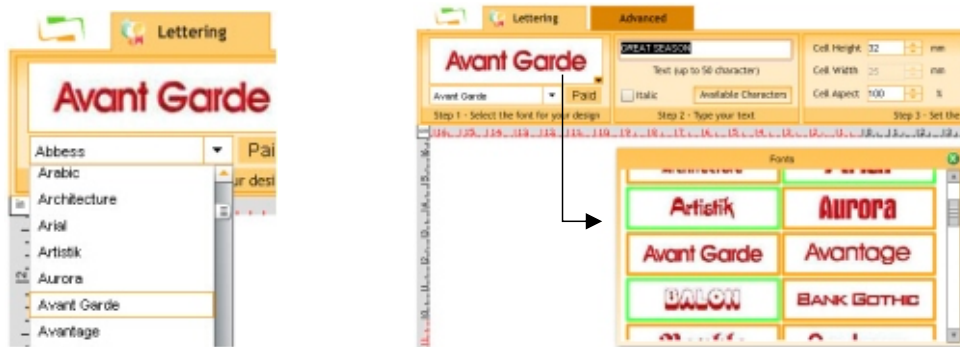 Lettering
Avant Garde
Abbess
Pai
ur desi
Arabic
Architecture
Arial
Artistik
Aurora
Avant Garde
Avantage
Lettering
Advanced
Avant Garde
Avant Garde
Paid
Step 1 - Select the font for your design
GREAT SEASON
Text (up to 50 character)
Italic
Available Characters
Step 2 - Type your text
Cell Height 32 mm
Cell Width 25 mm
Cell Aspect 100 %
Step 3 - Set the
Fonts
Artistik
Aurora
Avant Garde
Avantage
BALON
BANK GOTHIC